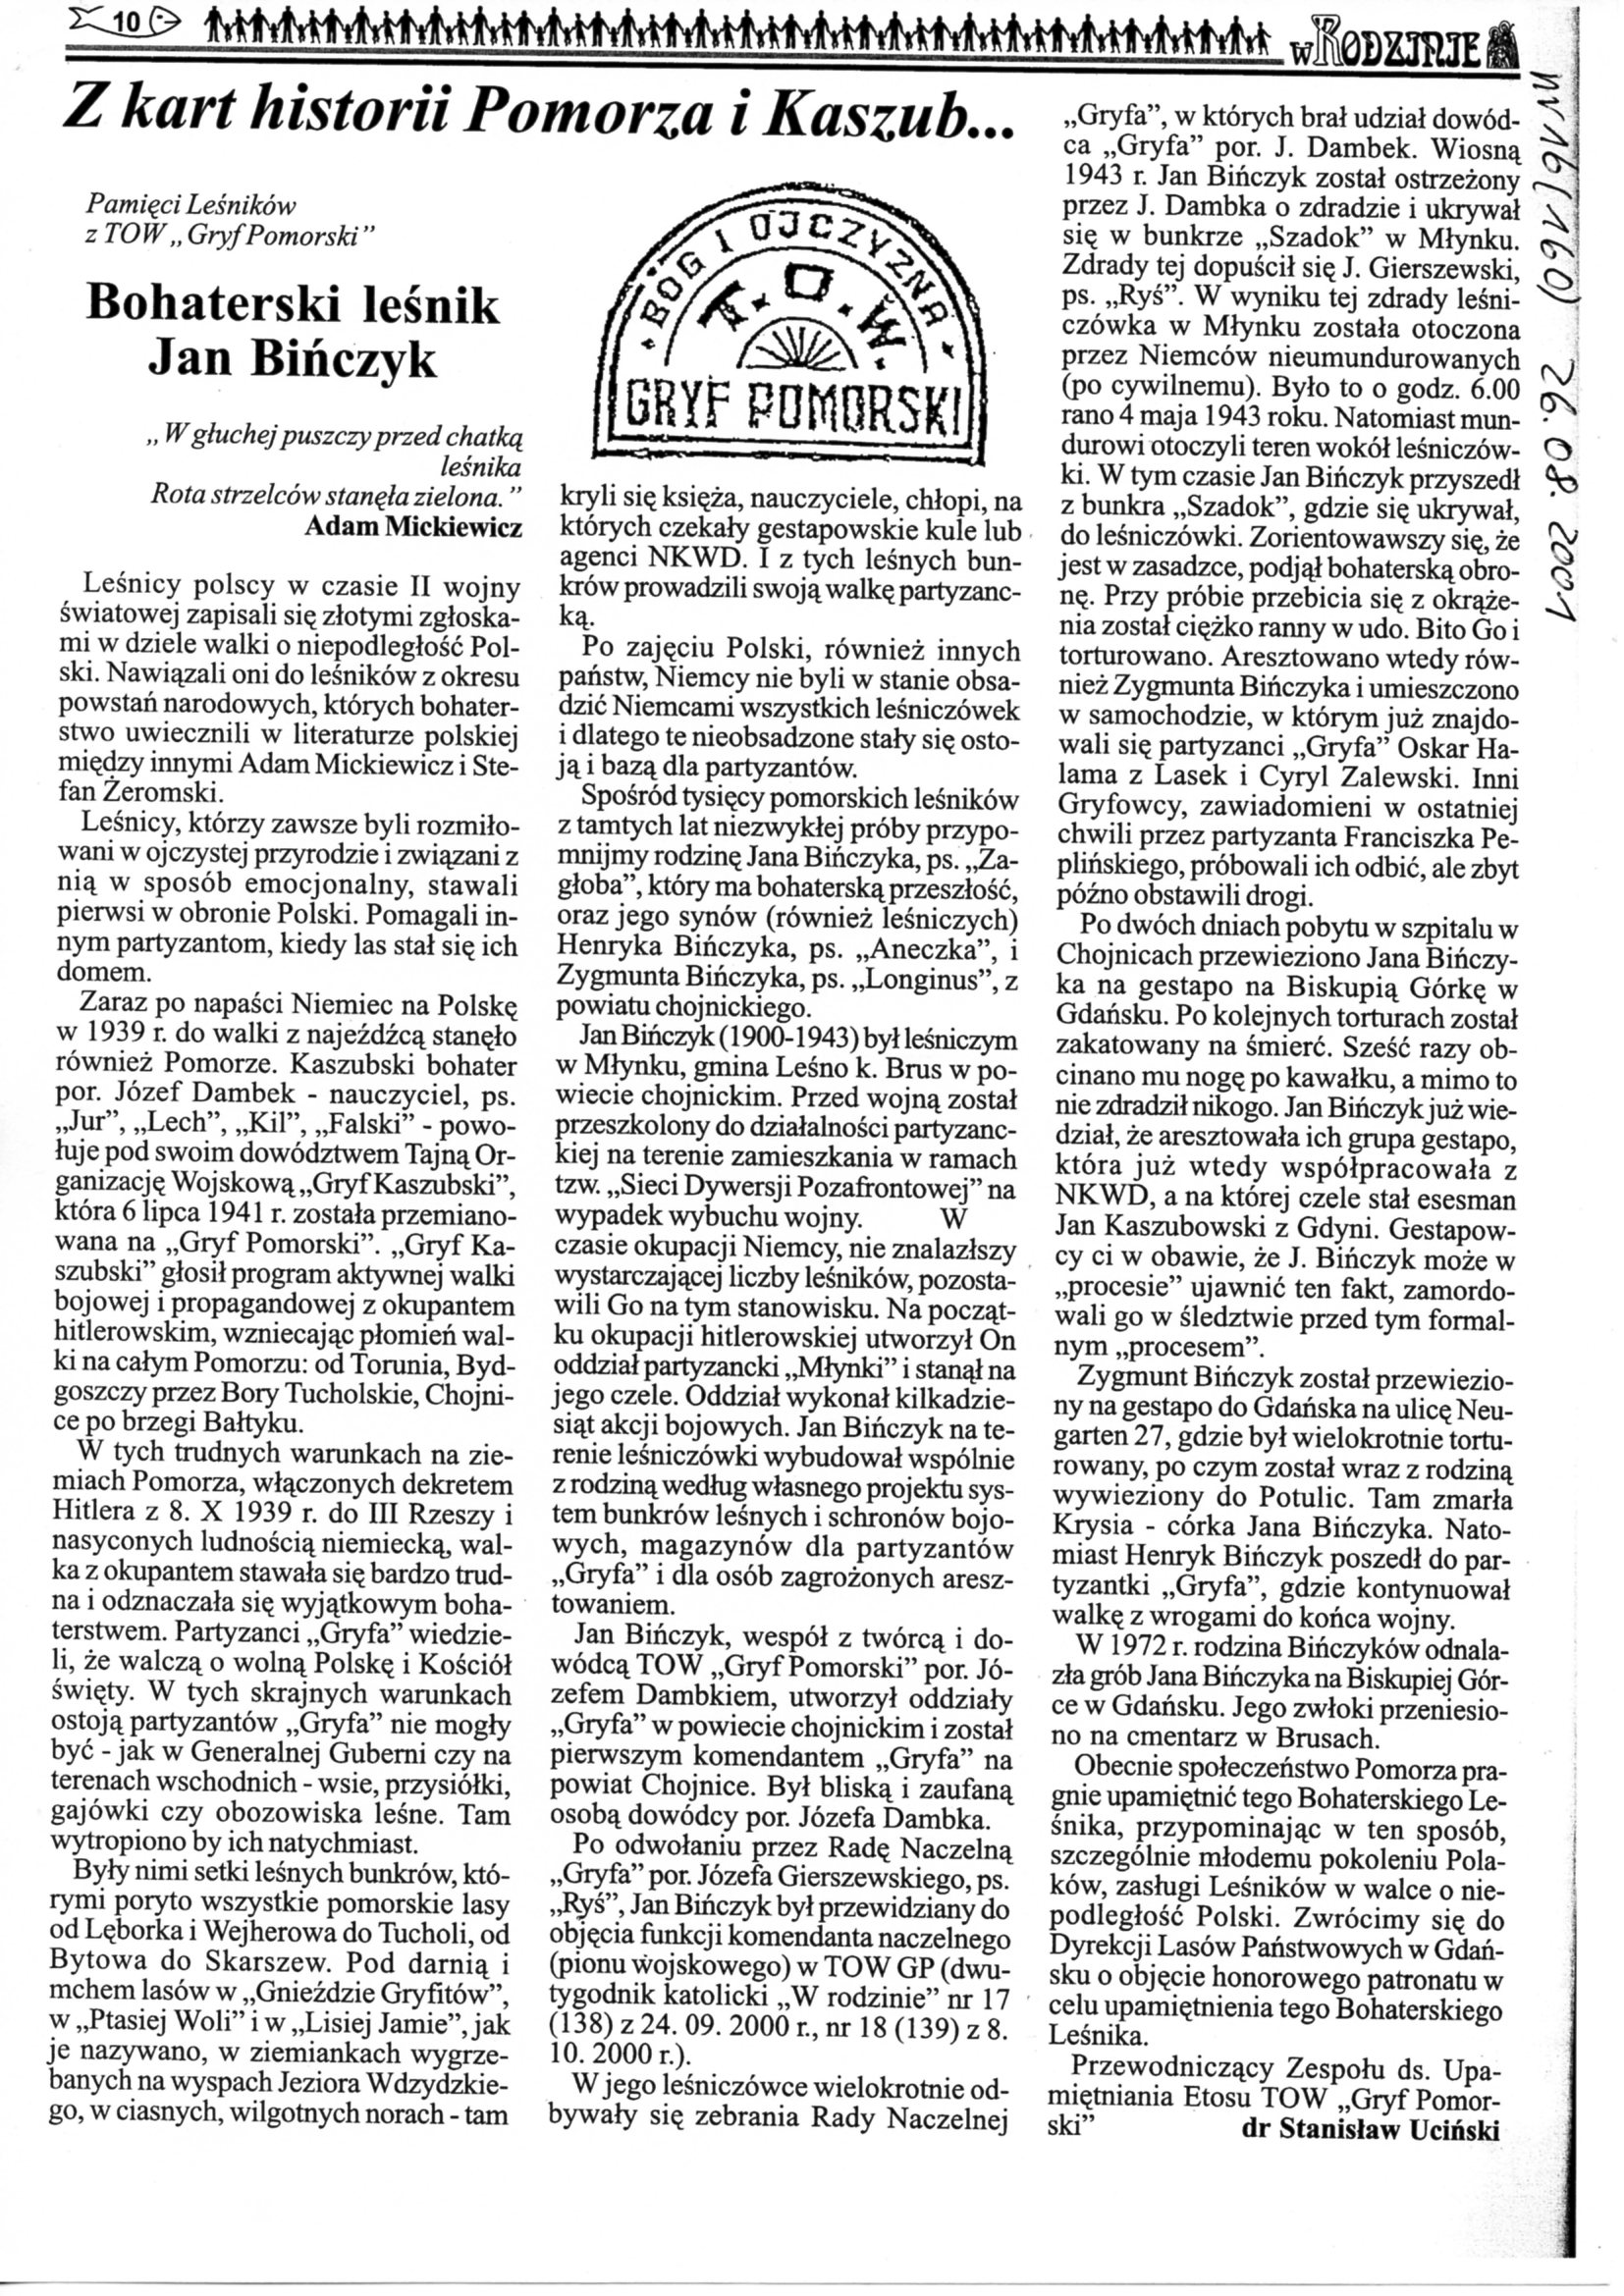 10
w RODZINIE
Z kart historii Pomorza i Kaszub...
Pamięci Leśników
z TOW „Gryf Pomorski"
Bohaterski leśnik
Jan Bińczyk
„W głuchej puszczy przed chatką
leśnika
Rota strzelców stanęła zielona."
Adam Mickiewicz
Leśnicy polscy w czasie II wojny
światowej zapisali się złotymi zgłoska-
mi w dziele walki o niepodległość Pol-
ski. Nawiązali oni do leśników z okresu
powstań narodowych, których bohater-
stwo uwiecznili w literaturze polskiej
między innymi Adam Mickiewicz i Ste-
fan Żeromski.
Leśnicy, którzy zawsze byli rozmiło-
wani w ojczystej przyrodzie i związani z
nią w sposób emocjonalny, stawali
pierwsi w obronie Polski. Pomagali in-
nym partyzantom, kiedy las stał się ich
domem.
Zaraz po napaści Niemiec na Polskę
w 1939 r. do walki z najeźdźcą stanęło
również Pomorze. Kaszubski bohater
por. Józef Dambek - nauczyciel, ps.
„Jur”, „Lech”, „Kil”, „Falski” - powo-
łuje pod swoim dowództwem Tajną Or-
ganizację Wojskową „Gryf Kaszubski”,
która 6 lipca 1941 r. została przemiano-
wana na „Gryf Pomorski”. „Gryf Ka-
szubski” głosił program aktywnej walki
bojowej i propagandowej z okupantem
hitlerowskim, wzniecając płomień wal-
ki na całym Pomorzu: od Torunia, Byd-
goszczy przez Bory Tucholskie, Chojni-
ce po brzegi Bałtyku.
W tych trudnych warunkach na zie-
miach Pomorza, włączonych dekretem
Hitlera z 8. X 1939 r. do III Rzeszy i
nasyconych ludnością niemiecką, wal-
ka z okupantem stawała się bardzo trud-
na i odznaczała się wyjątkowym boha-
terstwem. Partyzanci „Gryfa” wiedzie-
li, że walczą o wolną Polskę i Kościół
święty. W tych skrajnych warunkach
ostoją partyzantów „Gryfa” nie mogły
być - jak w Generalnej Guberni czy na
terenach wschodnich - wsie, przysiółki,
gajówki czy obozowiska leśne. Tam
wytropiono by ich natychmiast.
Były nimi setki leśnych bunkrów, któ-
rymi poryto wszystkie pomorskie lasy
od Lęborka i Wejherowa do Tucholi, od
Bytowa do Skarszew. Pod darnią i
mchem lasów w „Gnieździe Gryfitów”,
w „Ptasiej Woli” i w „Lisiej Jamie”, jak
je nazywano, w ziemiankach wygrze-
banych na wyspach Jeziora Wdzydzkie-
go, w ciasnych, wilgotnych norach - tam
BÓG I OJCZYZNA
T.O.W.
GRYF POMORSKI
kryli się księża, nauczyciele, chłopi, na
których czekały gestapowskie kule lub
agenci NKWD. I z tych leśnych bun-
krów prowadzili swoją walkę partyzanc-
ką.
Po zajęciu Polski, również innych
państw, Niemcy nie byli w stanie obsa-
dzić Niemcami wszystkich leśniczówek
i dlatego te nieobsadzone stały się osto-
ją i bazą dla partyzantów.
Spośród tysięcy pomorskich leśników
z tamtych lat niezwykłej próby przypo-
mnijmy rodzinę Jana Bińczyka, ps. „Za-
głoba”, który ma bohaterską przeszłość,
oraz jego synów (również leśniczych)
Henryka Bińczyka, ps. „Aneczka”, i
Zygmunta Bińczyka, ps. „Longinus”, z
powiatu chojnickiego.
Jan Bińczyk (1900-1943) był leśniczym
w Młynku, gmina Leśno k. Brus w po-
wiecie chojnickim. Przed wojną został
przeszkolony do działalności partyzanc-
kiej na terenie zamieszkania w ramach
tzw. „Sieci Dywersji Pozafrontowej” na
wypadek wybuchu wojny. W
czasie okupacji Niemcy, nie znalazłszy
wystarczającej liczby leśników, pozosta-
wili Go na tym stanowisku. Na począt-
ku okupacji hitlerowskiej utworzył On
oddział partyzancki „Młynki” i stanął na
jego czele. Oddział wykonał kilkadzie-
siąt akcji bojowych. Jan Bińczyk na te-
renie leśniczówki wybudował wspólnie
z rodziną według własnego projektu sys-
tem bunkrów leśnych i schronów bojo-
wych, magazynów dla partyzantów
„Gryfa” i dla osób zagrożonych aresz-
towaniem.
Jan Bińczyk, wespół z twórcą i do-
wódcą TOW „Gryf Pomorski” por. Jó-
zefem Dambkiem, utworzył oddziały
„Gryfa” w powiecie chojnickim i został
pierwszym komendantem „Gryfa” na
powiat Chojnice. Był bliską i zaufaną
osobą dowódcy por. Józefa Dambka.
Po odwołaniu przez Radę Naczelną
„Gryfa” por. Józefa Gierszewskiego, ps.
„Ryś”, Jan Bińczyk był przewidziany do
objęcia funkcji komendanta naczelnego
(pionu wojskowego) w TOW GP (dwu-
tygodnik katolicki „W rodzinie” nr 17
(138) z 24. 09. 2000 r., nr 18 (139) z 8.
10. 2000 r.).
W jego leśniczówce wielokrotnie od-
bywały się zebrania Rady Naczelnej
„Gryfa”, w których brał udział dowód-
ca „Gryfa” por. J. Dambek. Wiosną
1943 r. Jan Bińczyk został ostrzeżony
przez J. Dambka o zdradzie i ukrywał
się w bunkrze „Szadok” w Młynku.
Zdrady tej dopuścił się J. Gierszewski,
ps. „Ryś”. W wyniku tej zdrady leśni-
czówka w Młynku została otoczona
przez Niemców nieumundurowanych
(po cywilnemu). Było to o godz. 6.00
rano 4 maja 1943 roku. Natomiast mun-
durowi otoczyli teren wokół leśniczów-
ki. W tym czasie Jan Bińczyk przyszedł
z bunkra „Szadok”, gdzie się ukrywał,
do leśniczówki. Zorientowawszy się, że
jest w zasadzce, podjął bohaterską obro-
nę. Przy próbie przebicia się z okrąże-
nia został ciężko ranny w udo. Bito Go i
torturowano. Aresztowano wtedy rów-
nież Zygmunta Bińczyka i umieszczono
w samochodzie, w którym już znajdo-
wali się partyzanci „Gryfa” Oskar Ha-
lama z Lasek i Cyryl Zalewski. Inni
Gryfowcy, zawiadomieni w ostatniej
chwili przez partyzanta Franciszka Pe-
plińskiego, próbowali ich odbić, ale zbyt
późno obstawili drogi.
Po dwóch dniach pobytu w szpitalu w
Chojnicach przewieziono Jana Bińczy-
ka na gestapo na Biskupią Górkę w
Gdańsku. Po kolejnych torturach został
zakatowany na śmierć. Sześć razy ob-
cinano mu nogę po kawałku, a mimo to
nie zdradził nikogo. Jan Bińczyk już wie-
dział, że aresztowała ich grupa gestapo,
która już wtedy współpracowała z
NKWD, a na której czele stał esesman
Jan Kaszubowski z Gdyni. Gestapow-
cy ci w obawie, że J. Bińczyk może w
„procesie” ujawnić ten fakt, zamordo-
wali go w śledztwie przed tym formal-
nym „procesem”.
Zygmunt Bińczyk został przewiezio-
ny na gestapo do Gdańska na ulicę Neu-
garten 27, gdzie był wielokrotnie tortu-
rowany, po czym został wraz z rodziną
wywieziony do Potulic. Tam zmarła
Krysia - córka Jana Bińczyka. Nato-
miast Henryk Bińczyk poszedł do par-
tyzantki „Gryfa”, gdzie kontynuował
walkę z wrogami do końca wojny.
W 1972 r. rodzina Bińczyków odnala-
zła grób Jana Bińczyka na Biskupiej Gór-
ce w Gdańsku. Jego zwłoki przeniesio-
no na cmentarz w Brusach.
Obecnie społeczeństwo Pomorza pra-
gnie upamiętnić tego Bohaterskiego Le-
śnika, przypominając w ten sposób,
szczególnie młodemu pokoleniu Pola-
ków, zasługi Leśników w walce o nie-
podległość Polski. Zwrócimy się do
Dyrekcji Lasów Państwowych w Gdań-
sku o objęcie honorowego patronatu w
celu upamiętnienia tego Bohaterskiego
Leśnika.
Przewodniczący Zespołu ds. Upa-
miętniania Etosu TOW „Gryf Pomor-
ski” dr Stanisław Uciński
nr 16 (160) 26.08.2001